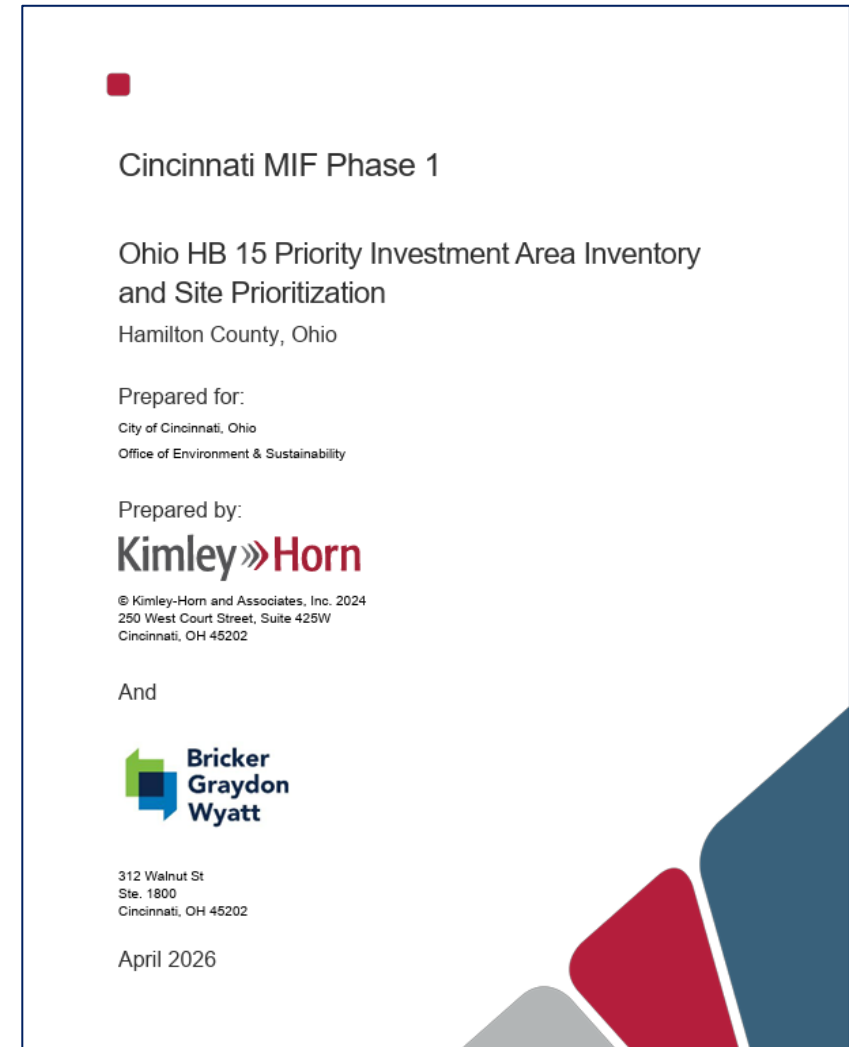 Cincinnati MIF Phase 1
Ohio HB 15 Priority Investment Area Inventory
and Site Prioritization
Hamilton County, Ohio
Prepared for:
City of Cincinnati, Ohio
Office of Environment & Sustainability
Prepared by:
Kimley»Horn
© Kimley-Horn and Associates, Inc. 2024
250 West Court Street, Suite 425W
Cincinnati, OH 45202
And
Bricker
Graydon
Wyatt
312 Walnut St
Ste. 1800
Cincinnati, OH 45202
April 2026